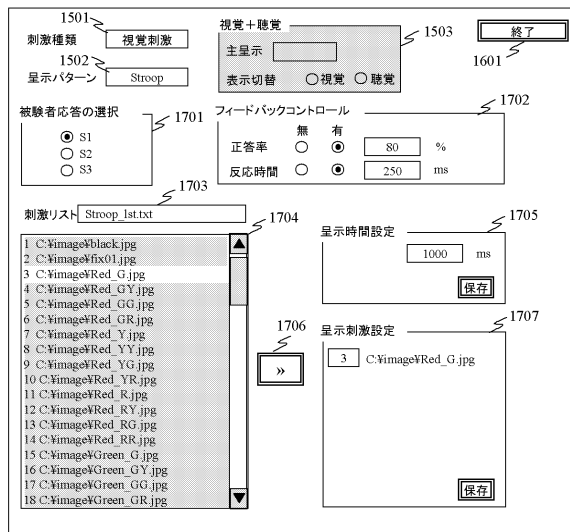 1501
刺激種類 視覚刺激
1502
呈示パターン Stroop
視覚＋聴覚
主呈示
表示切替 ○視覚 ○聴覚
1503
終了
1601
被験者応答の選択
1701
S1
S2
S3
フィードバックコントロール
1702
無 有
正答率 80 %
反応時間 250 ms
1703
刺激リスト Stroop_lst.txt
1704
1 C:¥image¥black.jpg
2 C:¥image¥fix01.jpg
3 C:¥image¥Red_G.jpg
4 C:¥image¥Red_GY.jpg
5 C:¥image¥Red_GG.jpg
6 C:¥image¥Red_GR.jpg
7 C:¥image¥Red_Y.jpg
8 C:¥image¥Red_YY.jpg
9 C:¥image¥Red_YG.jpg
10 C:¥image¥Red_YR.jpg
11 C:¥image¥Red_R.jpg
12 C:¥image¥Red_RY.jpg
13 C:¥image¥Red_RG.jpg
14 C:¥image¥Red_RR.jpg
15 C:¥image¥Green_G.jpg
16 C:¥image¥Green_GY.jpg
17 C:¥image¥Green_GG.jpg
18 C:¥image¥Green_GR.jpg
1706
»
呈示時間設定
1705
1000 ms
保存
呈示刺激設定
1707
3 C:¥image¥Red_G.jpg
保存